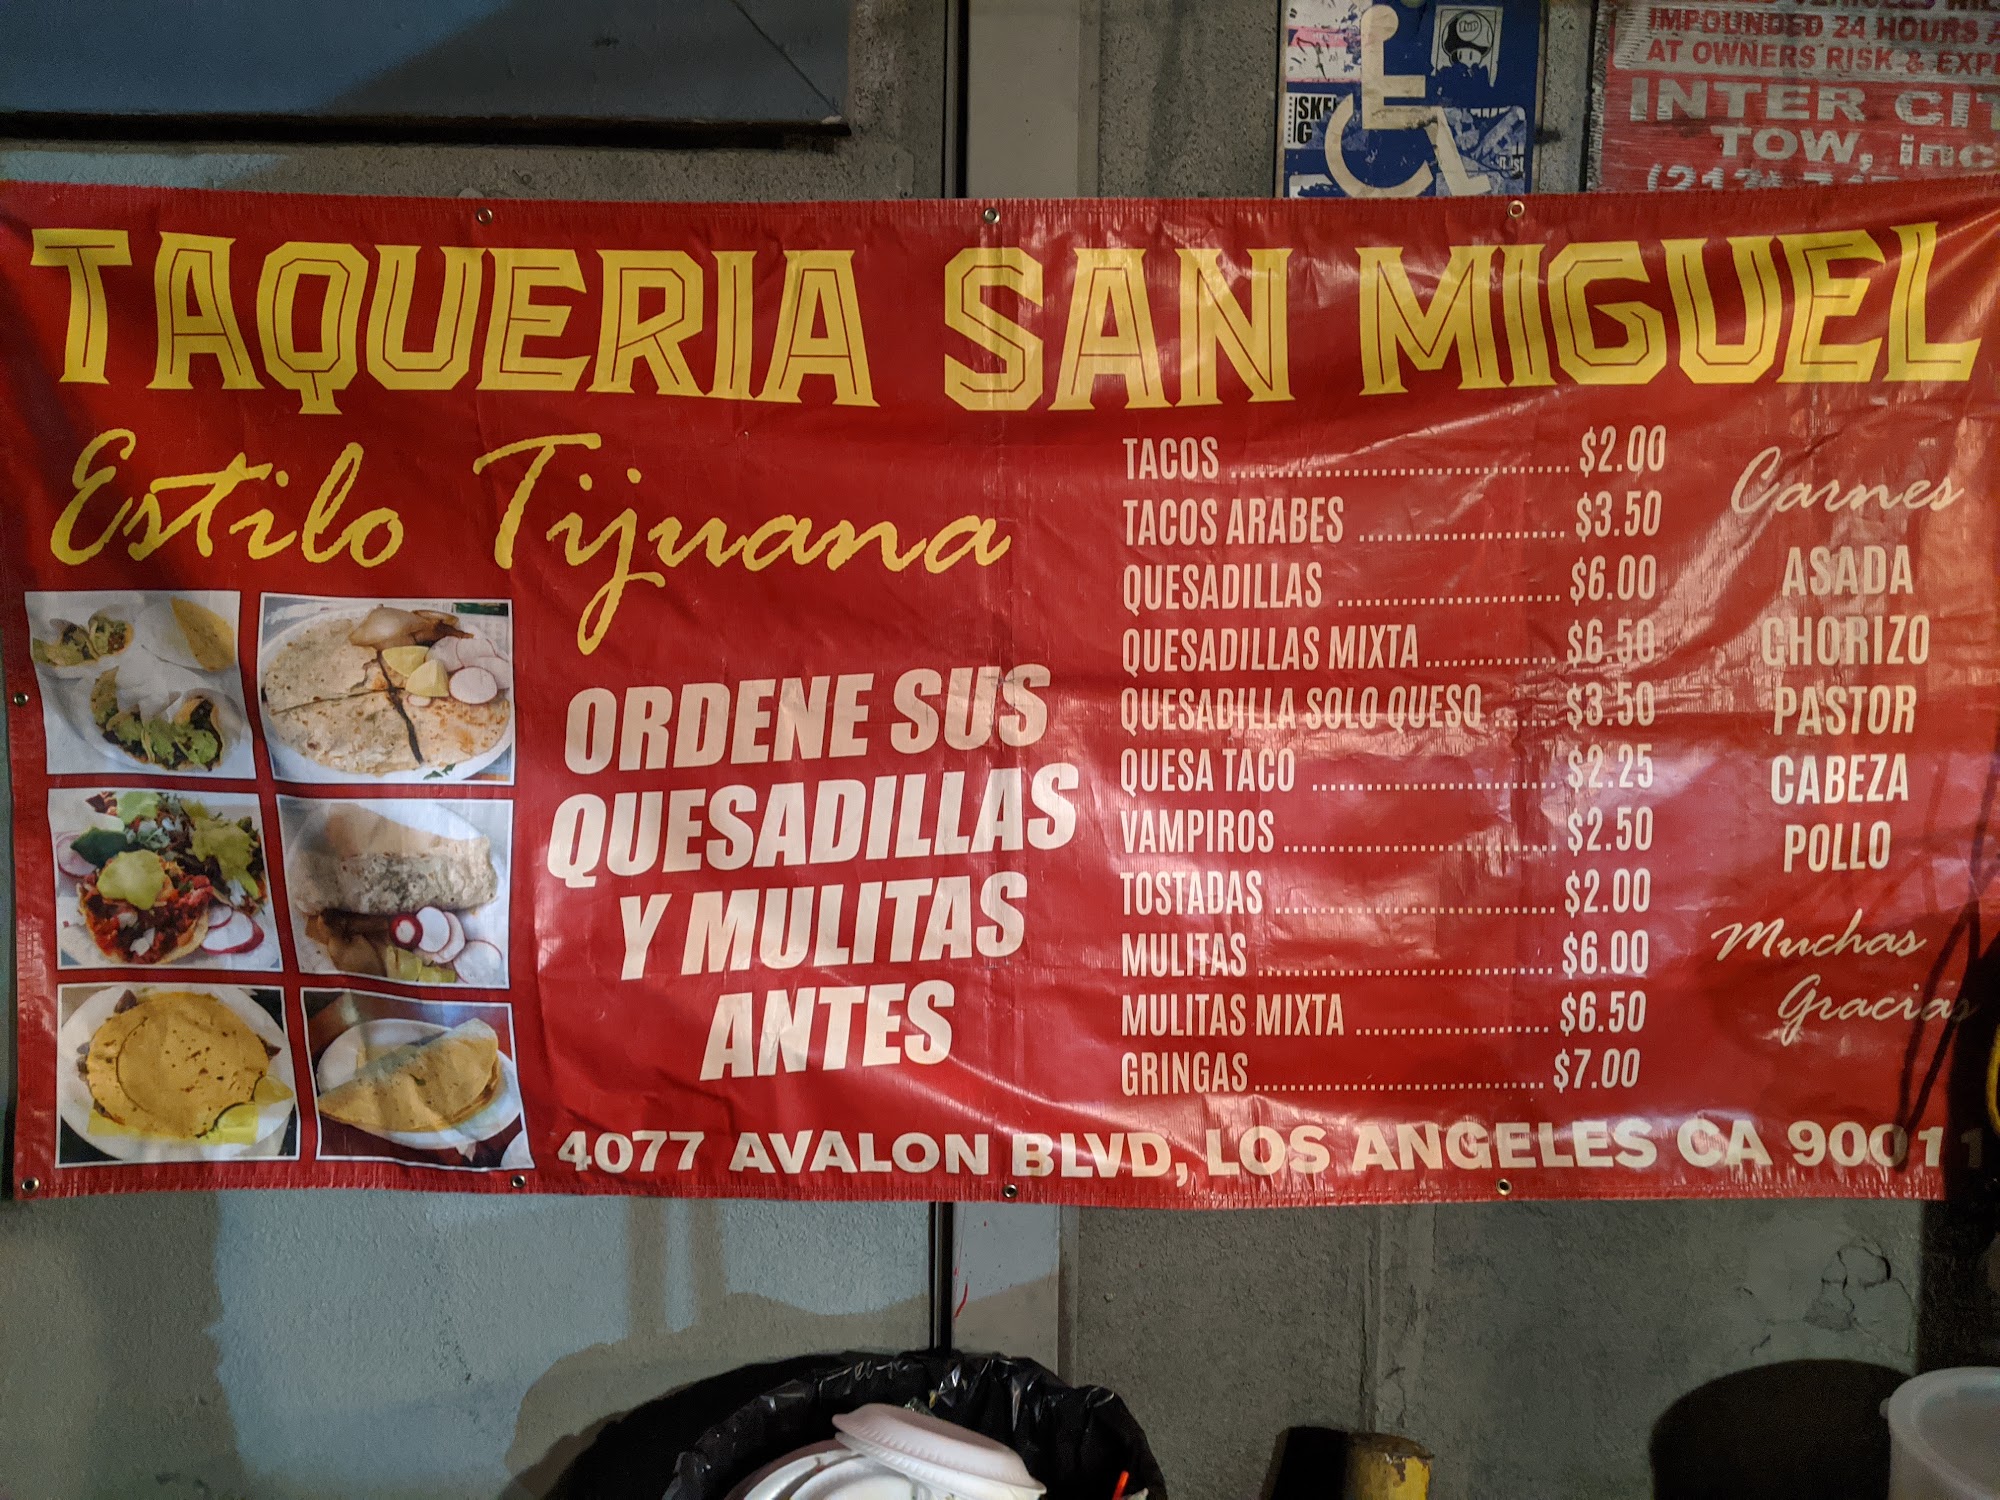 IMPOUNDED 24 HOURS
AT OWNERS RISK &
INTER
TOW, inc
TAQUERIA SAN MIGUEL
Estilo Tijuana
ORDENE SUS
QUESADILLAS
Y MULITAS
ANTES
TACOS ........ $2.00
TACOS ARABES ........ $3.50
QUESADILLAS ........ $6.00
QUESADILLAS MIXTA ........ $6.50
QUESADILLA SOLO QUESO ........ $3.50
QUESA TACO ........ $2.25
VAMPIROS ........ $2.50
TOSTADAS ........ $2.00
MULITAS ........ $6.00
MULITAS MIXTA ........ $6.50
GRINGAS ........ $7.00
Carnes
ASADA
CHORIZO
PASTOR
CABEZA
POLLO
Muchas
Gracias
4077 AVALON BLVD, LOS ANGELES CA 90011